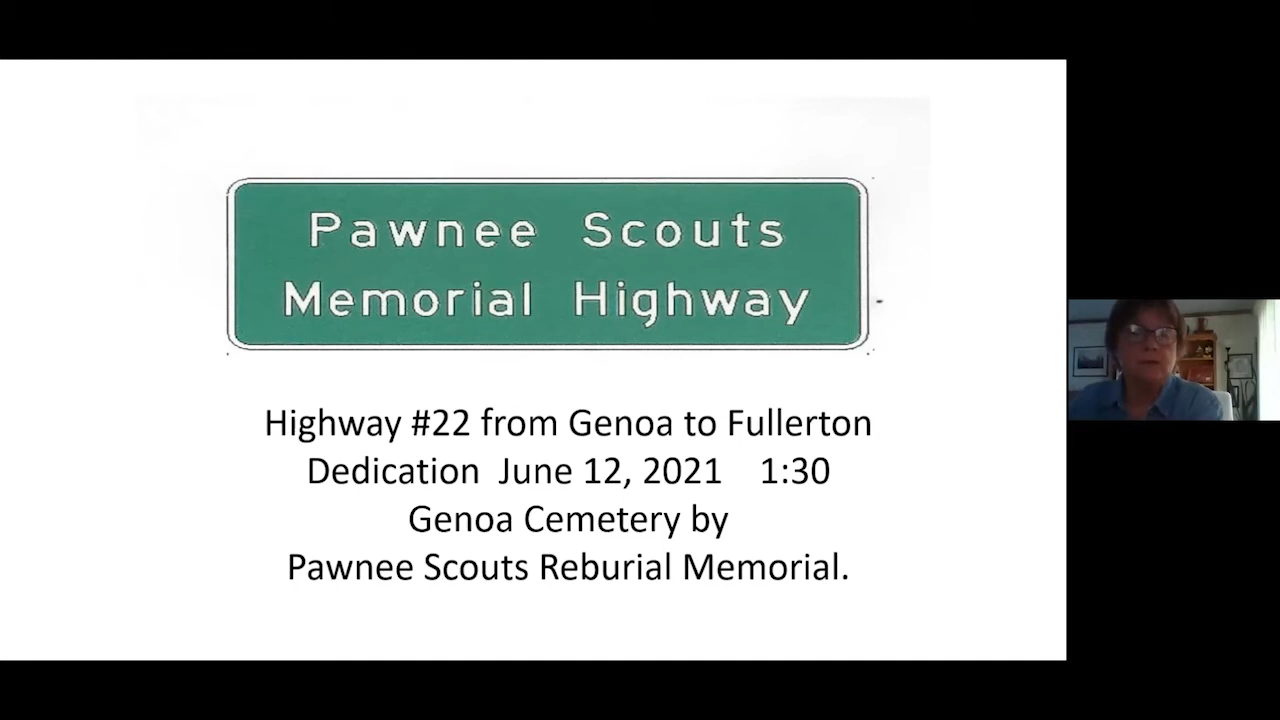 Pawnee Scouts
Memorial Highway
Highway #22 from Genoa to Fullerton
Dedication June 12, 2021 1:30
Genoa Cemetery by
Pawnee Scouts Reburial Memorial.